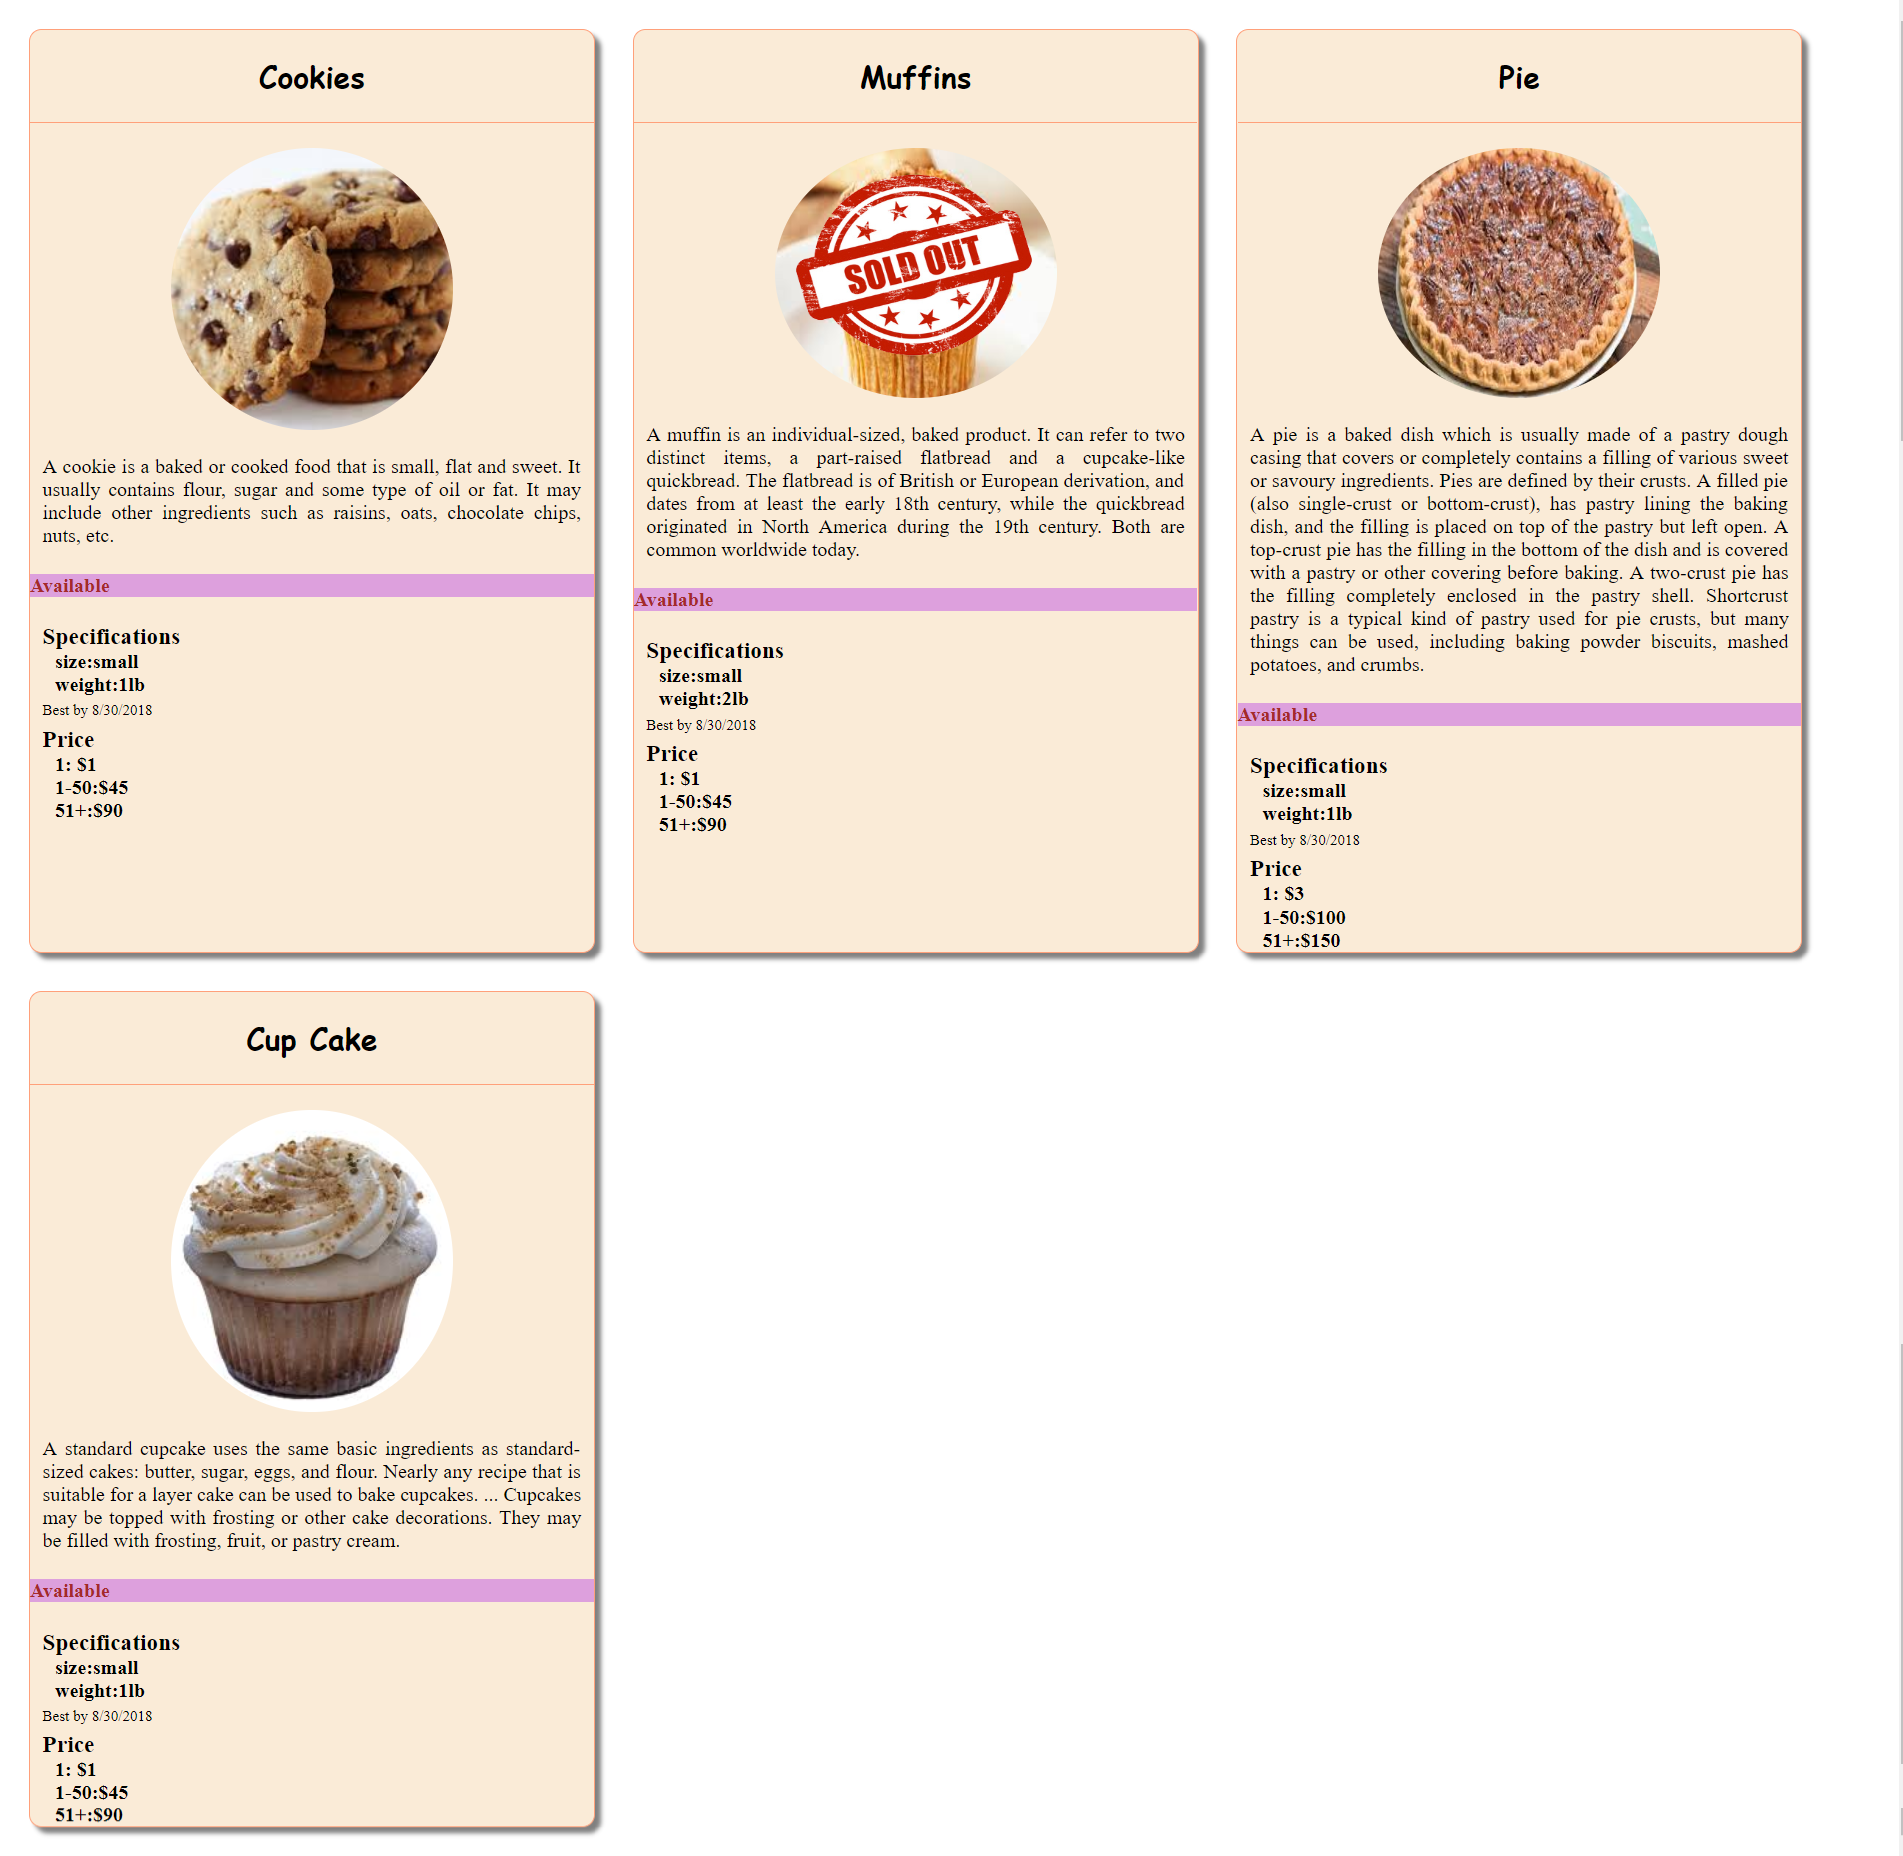 Cookies
A cookie is a baked or cooked food that is small, flat and sweet. It
usually contains flour, sugar and some type of oil or fat. It may
include other ingredients such as raisins, oats, chocolate chips,
nuts, etc.
Available
Specifications
size:small
weight:1lb
Best by 8/30/2018
Price
1: $1
1-50:$45
51+:$90
Muffins
SOLD OUT
A muffin is an individual-sized, baked product. It can refer to two
distinct items, a part-raised flatbread and a cupcake-like
quickbread. The flatbread is of British or European derivation, and
dates from at least the early 18th century, while the quickbread
originated in North America during the 19th century. Both are
common worldwide today.
Available
Specifications
size:small
weight:2lb
Best by 8/30/2018
Price
1: $1
1-50:$45
51+:$90
Pie
A pie is a baked dish which is usually made of a pastry dough
casing that covers or completely contains a filling of various sweet
or savoury ingredients. Pies are defined by their crusts. A filled pie
(also single-crust or bottom-crust), has pastry lining the baking
dish, and the filling is placed on top of the pastry but left open. A
top-crust pie has the filling in the bottom of the dish and is covered
with a pastry or other covering before baking. A two-crust pie has
the filling completely enclosed in the pastry shell. Shortcrust
pastry is a typical kind of pastry used for pie crusts, but many
things can be used, including baking powder biscuits, mashed
potatoes, and crumbs.
Available
Specifications
size:small
weight:1lb
Best by 8/30/2018
Price
1: $3
1-50:$100
51+:$150
Cup Cake
A standard cupcake uses the same basic ingredients as standard-
sized cakes: butter, sugar, eggs, and flour. Nearly any recipe that is
suitable for a layer cake can be used to bake cupcakes. ... Cupcakes
may be topped with frosting or other cake decorations. They may
be filled with frosting, fruit, or pastry cream.
Available
Specifications
size:small
weight:1lb
Best by 8/30/2018
Price
1: $1
1-50:$45
51+:$90